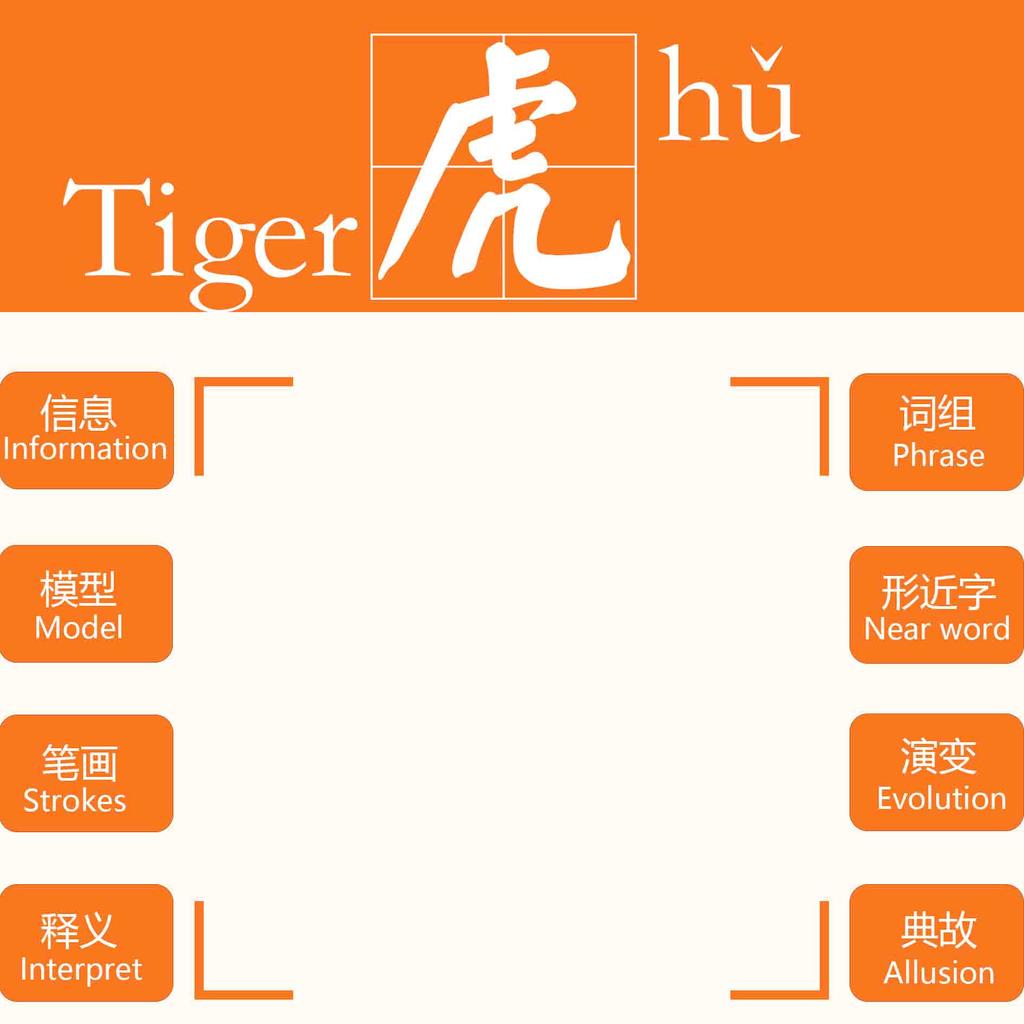 Tiger
虎
hǔ
信息
Information
词组
Phrase
模型
Model
形近字
Near word
笔画
Strokes
演变
Evolution
释义
Interpret
典故
Allusion